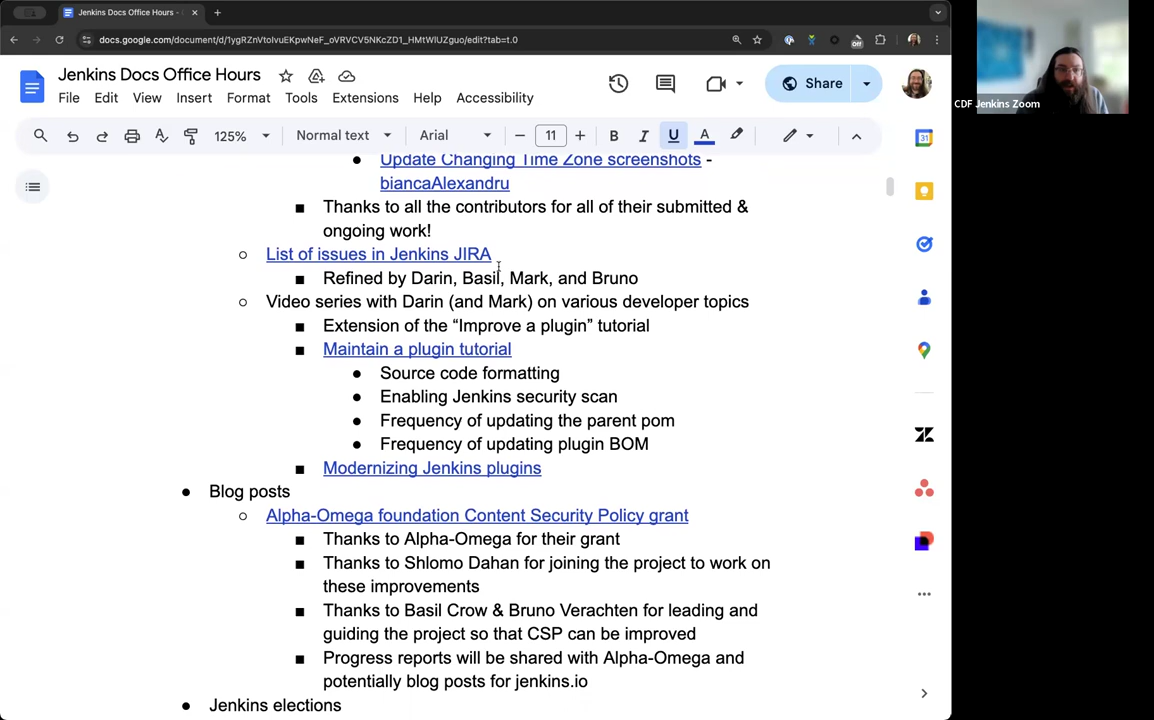 Jenkins Docs Office Hours -
docs.google.com/document/d/1ygRZnVtoIvuEKpwNeF_oVRVCV5NKcZD1_HMtWIUZguo/edit?tab=t.0
Off
Jenkins Docs Office Hours
File Edit View Insert Format Tools Extensions Help Accessibility
Share
125% Normal text Arial 11 B I U A
Update Changing Time Zone screenshots -
biancaAlexandru
Thanks to all the contributors for all of their submitted &
ongoing work!
List of issues in Jenkins JIRA
Refined by Darin, Basil, Mark, and Bruno
Video series with Darin (and Mark) on various developer topics
Extension of the “Improve a plugin” tutorial
Maintain a plugin tutorial
Source code formatting
Enabling Jenkins security scan
Frequency of updating the parent pom
Frequency of updating plugin BOM
Modernizing Jenkins plugins
Blog posts
Alpha-Omega foundation Content Security Policy grant
Thanks to Alpha-Omega for their grant
Thanks to Shlomo Dahan for joining the project to work on
these improvements
Thanks to Basil Crow & Bruno Verachten for leading and
guiding the project so that CSP can be improved
Progress reports will be shared with Alpha-Omega and
potentially blog posts for jenkins.io
Jenkins elections
CDF Jenkins Zoom
31